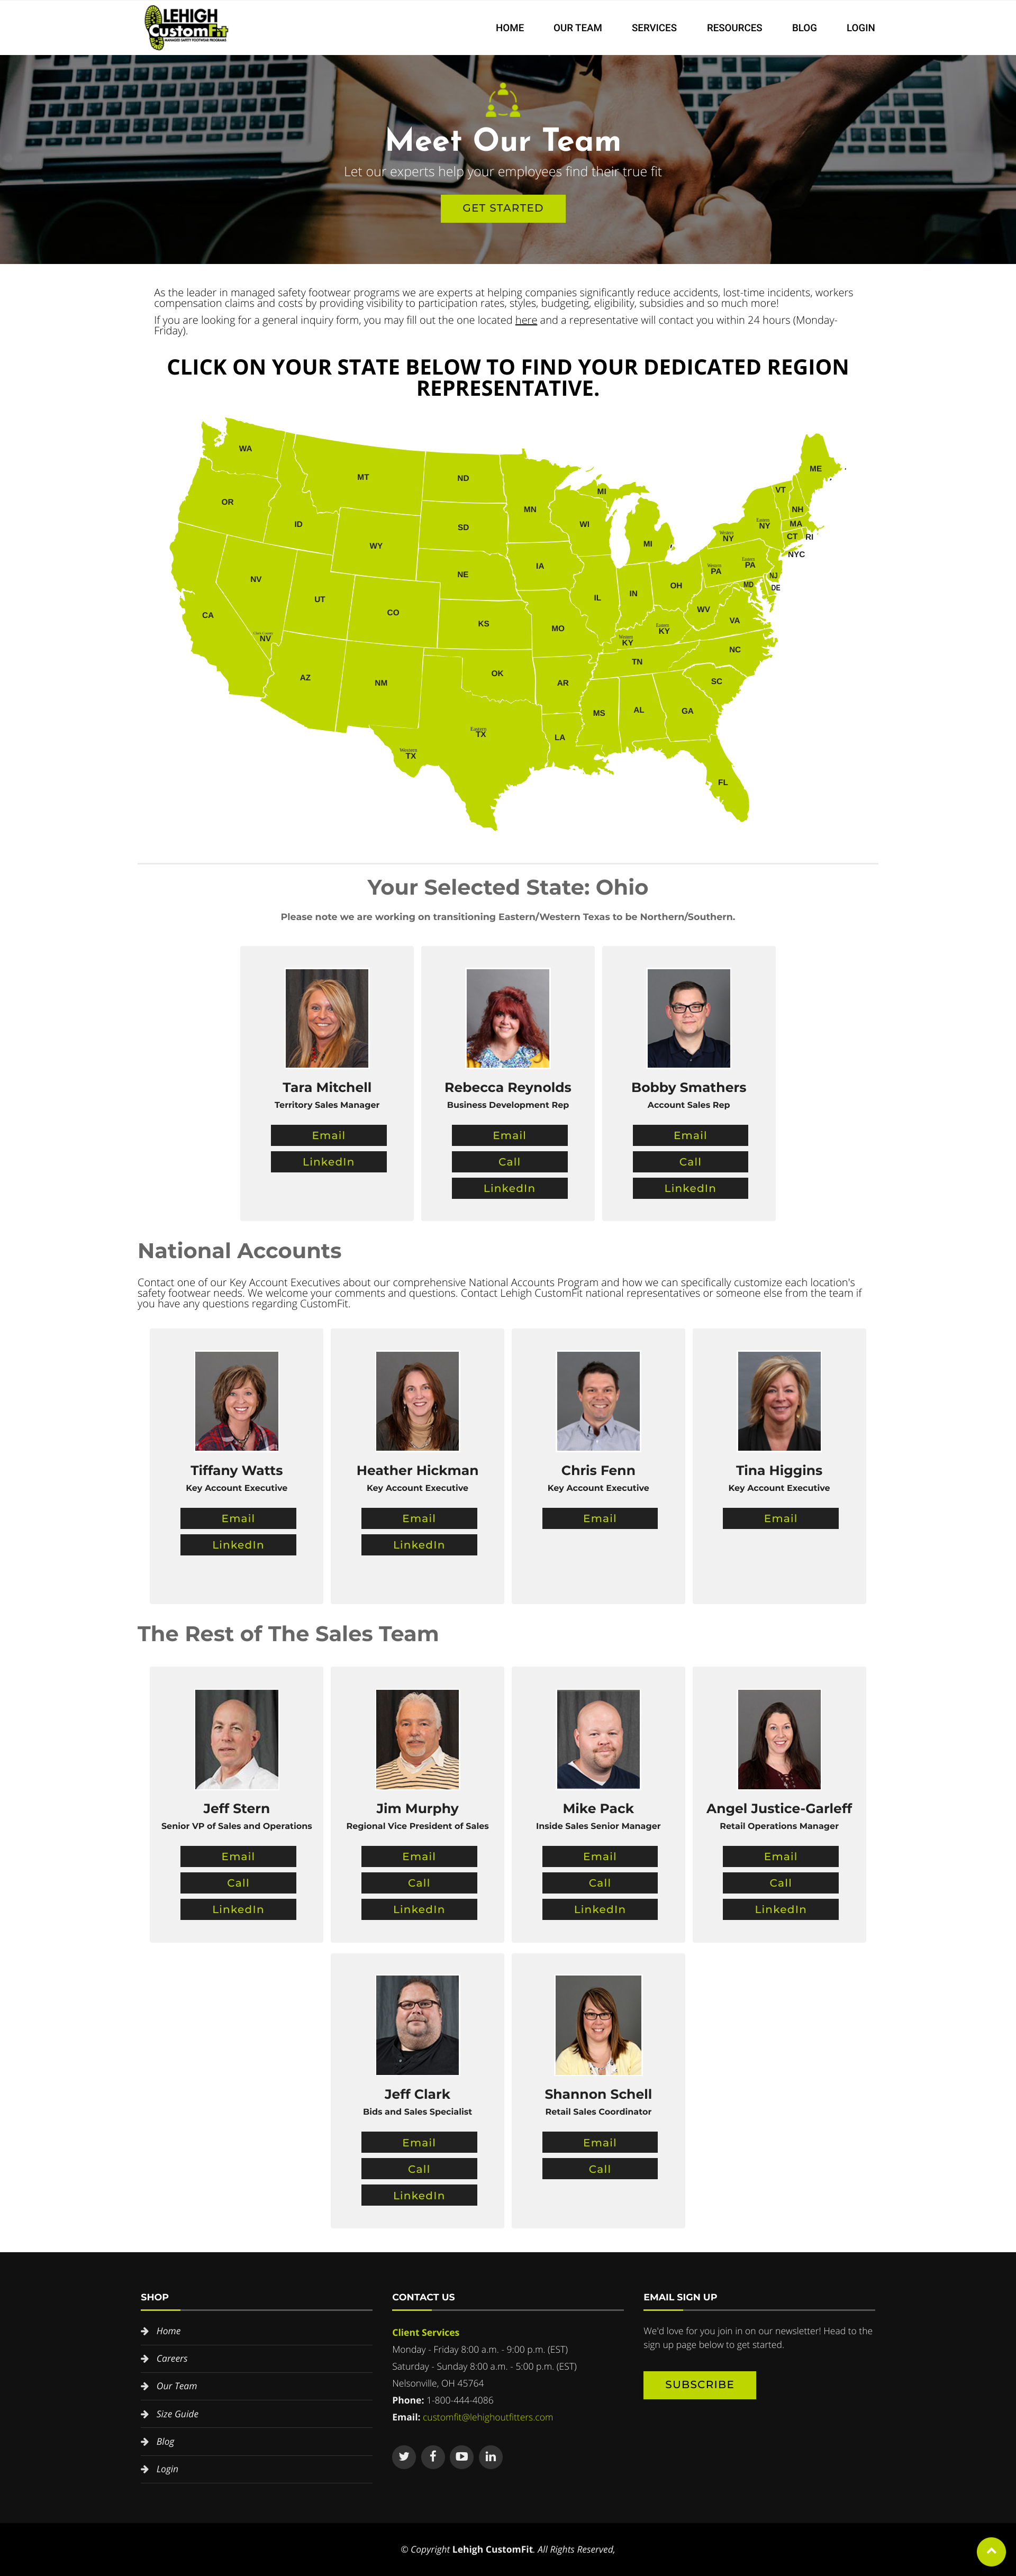 LEHIGH
CustomFit
MANAGED SAFETY FOOTWEAR PROGRAMS
HOME
OUR TEAM
SERVICES
RESOURCES
BLOG
LOGIN
Meet Our Team
Let our experts help your employees find their true fit
GET STARTED
As the leader in managed safety footwear programs we are experts at helping companies significantly reduce accidents, lost-time incidents, workers
compensation claims and costs by providing visibility to participation rates, styles, budgeting, eligibility, subsidies and so much more!
If you are looking for a general inquiry form, you may fill out the one located here and a representative will contact you within 24 hours (Monday-
Friday).
CLICK ON YOUR STATE BELOW TO FIND YOUR DEDICATED REGION
REPRESENTATIVE.
WA
OR
ID
MT
ND
MN
SD
WY
NE
IA
WI
MI
MI
NV
UT
CO
CA
NV
AZ
NM
KS
MO
OK
AR
IL
IN
OH
Western
KY
Eastern
KY
TN
WV
VA
NC
SC
MS
AL
GA
LA
FL
Eastern
TX
Western
TX
ME
VT
NH
MA
CT
RI
NYC
Eastern
NY
Western
NY
Eastern
PA
Western
PA
NJ
MD
DE
Your Selected State: Ohio
Please note we are working on transitioning Eastern/Western Texas to be Northern/Southern.
Tara Mitchell
Territory Sales Manager
Email
LinkedIn
Rebecca Reynolds
Business Development Rep
Email
Call
LinkedIn
Bobby Smathers
Account Sales Rep
Email
Call
LinkedIn
National Accounts
Contact one of our Key Account Executives about our comprehensive National Accounts Program and how we can specifically customize each location's
safety footwear needs. We welcome your comments and questions. Contact Lehigh CustomFit national representatives or someone else from the team if
you have any questions regarding CustomFit.
Tiffany Watts
Key Account Executive
Email
LinkedIn
Heather Hickman
Key Account Executive
Email
LinkedIn
Chris Fenn
Key Account Executive
Email
Tina Higgins
Key Account Executive
Email
The Rest of The Sales Team
Jeff Stern
Senior VP of Sales and Operations
Email
Call
LinkedIn
Jim Murphy
Regional Vice President of Sales
Email
Call
LinkedIn
Mike Pack
Inside Sales Senior Manager
Email
Call
LinkedIn
Angel Justice-Garleff
Retail Operations Manager
Email
Call
LinkedIn
Jeff Clark
Bids and Sales Specialist
Email
Call
LinkedIn
Shannon Schell
Retail Sales Coordinator
Email
Call
SHOP
Home
Careers
Our Team
Size Guide
Blog
Login
CONTACT US
Client Services
Monday - Friday 8:00 a.m. - 9:00 p.m. (EST)
Saturday - Sunday 8:00 a.m. - 5:00 p.m. (EST)
Nelsonville, OH 45764
Phone: 1-800-444-4086
Email: customfit@lehighoutfitters.com
EMAIL SIGN UP
We'd love for you join in on our newsletter! Head to the
sign up page below to get started.
SUBSCRIBE
© Copyright Lehigh CustomFit. All Rights Reserved,